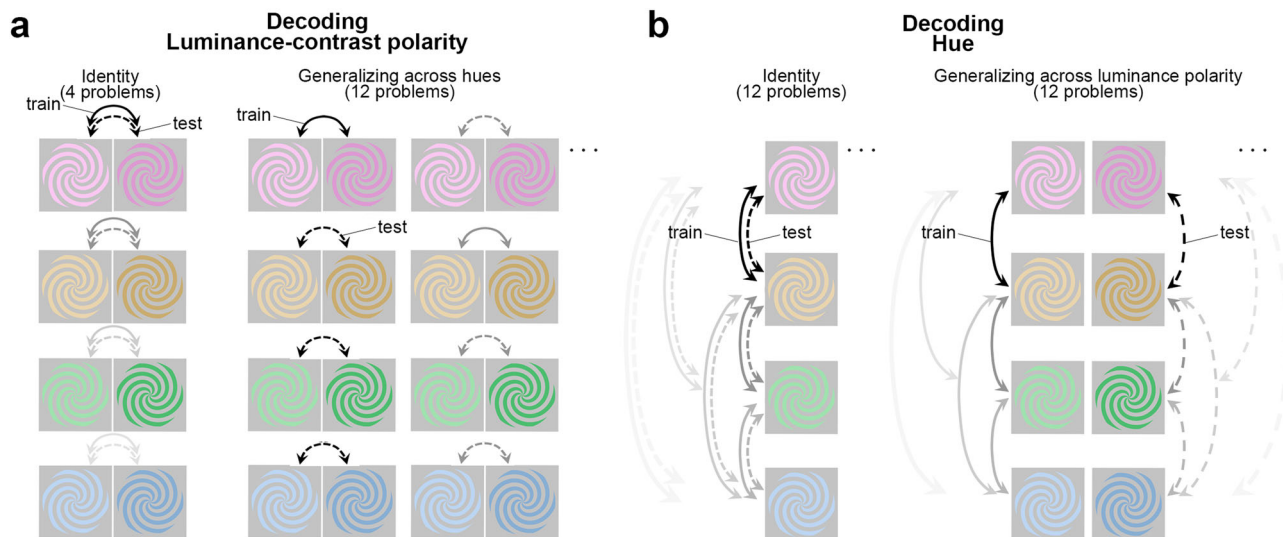 a
Decoding
Luminance-contrast polarity
Identity
(4 problems)
train
test
Generalizing across hues
(12 problems)
train
test
. . .
b
Decoding
Hue
Identity
(12 problems)
. . .
train
test
Generalizing across luminance polarity
(12 problems)
. . .
train
test